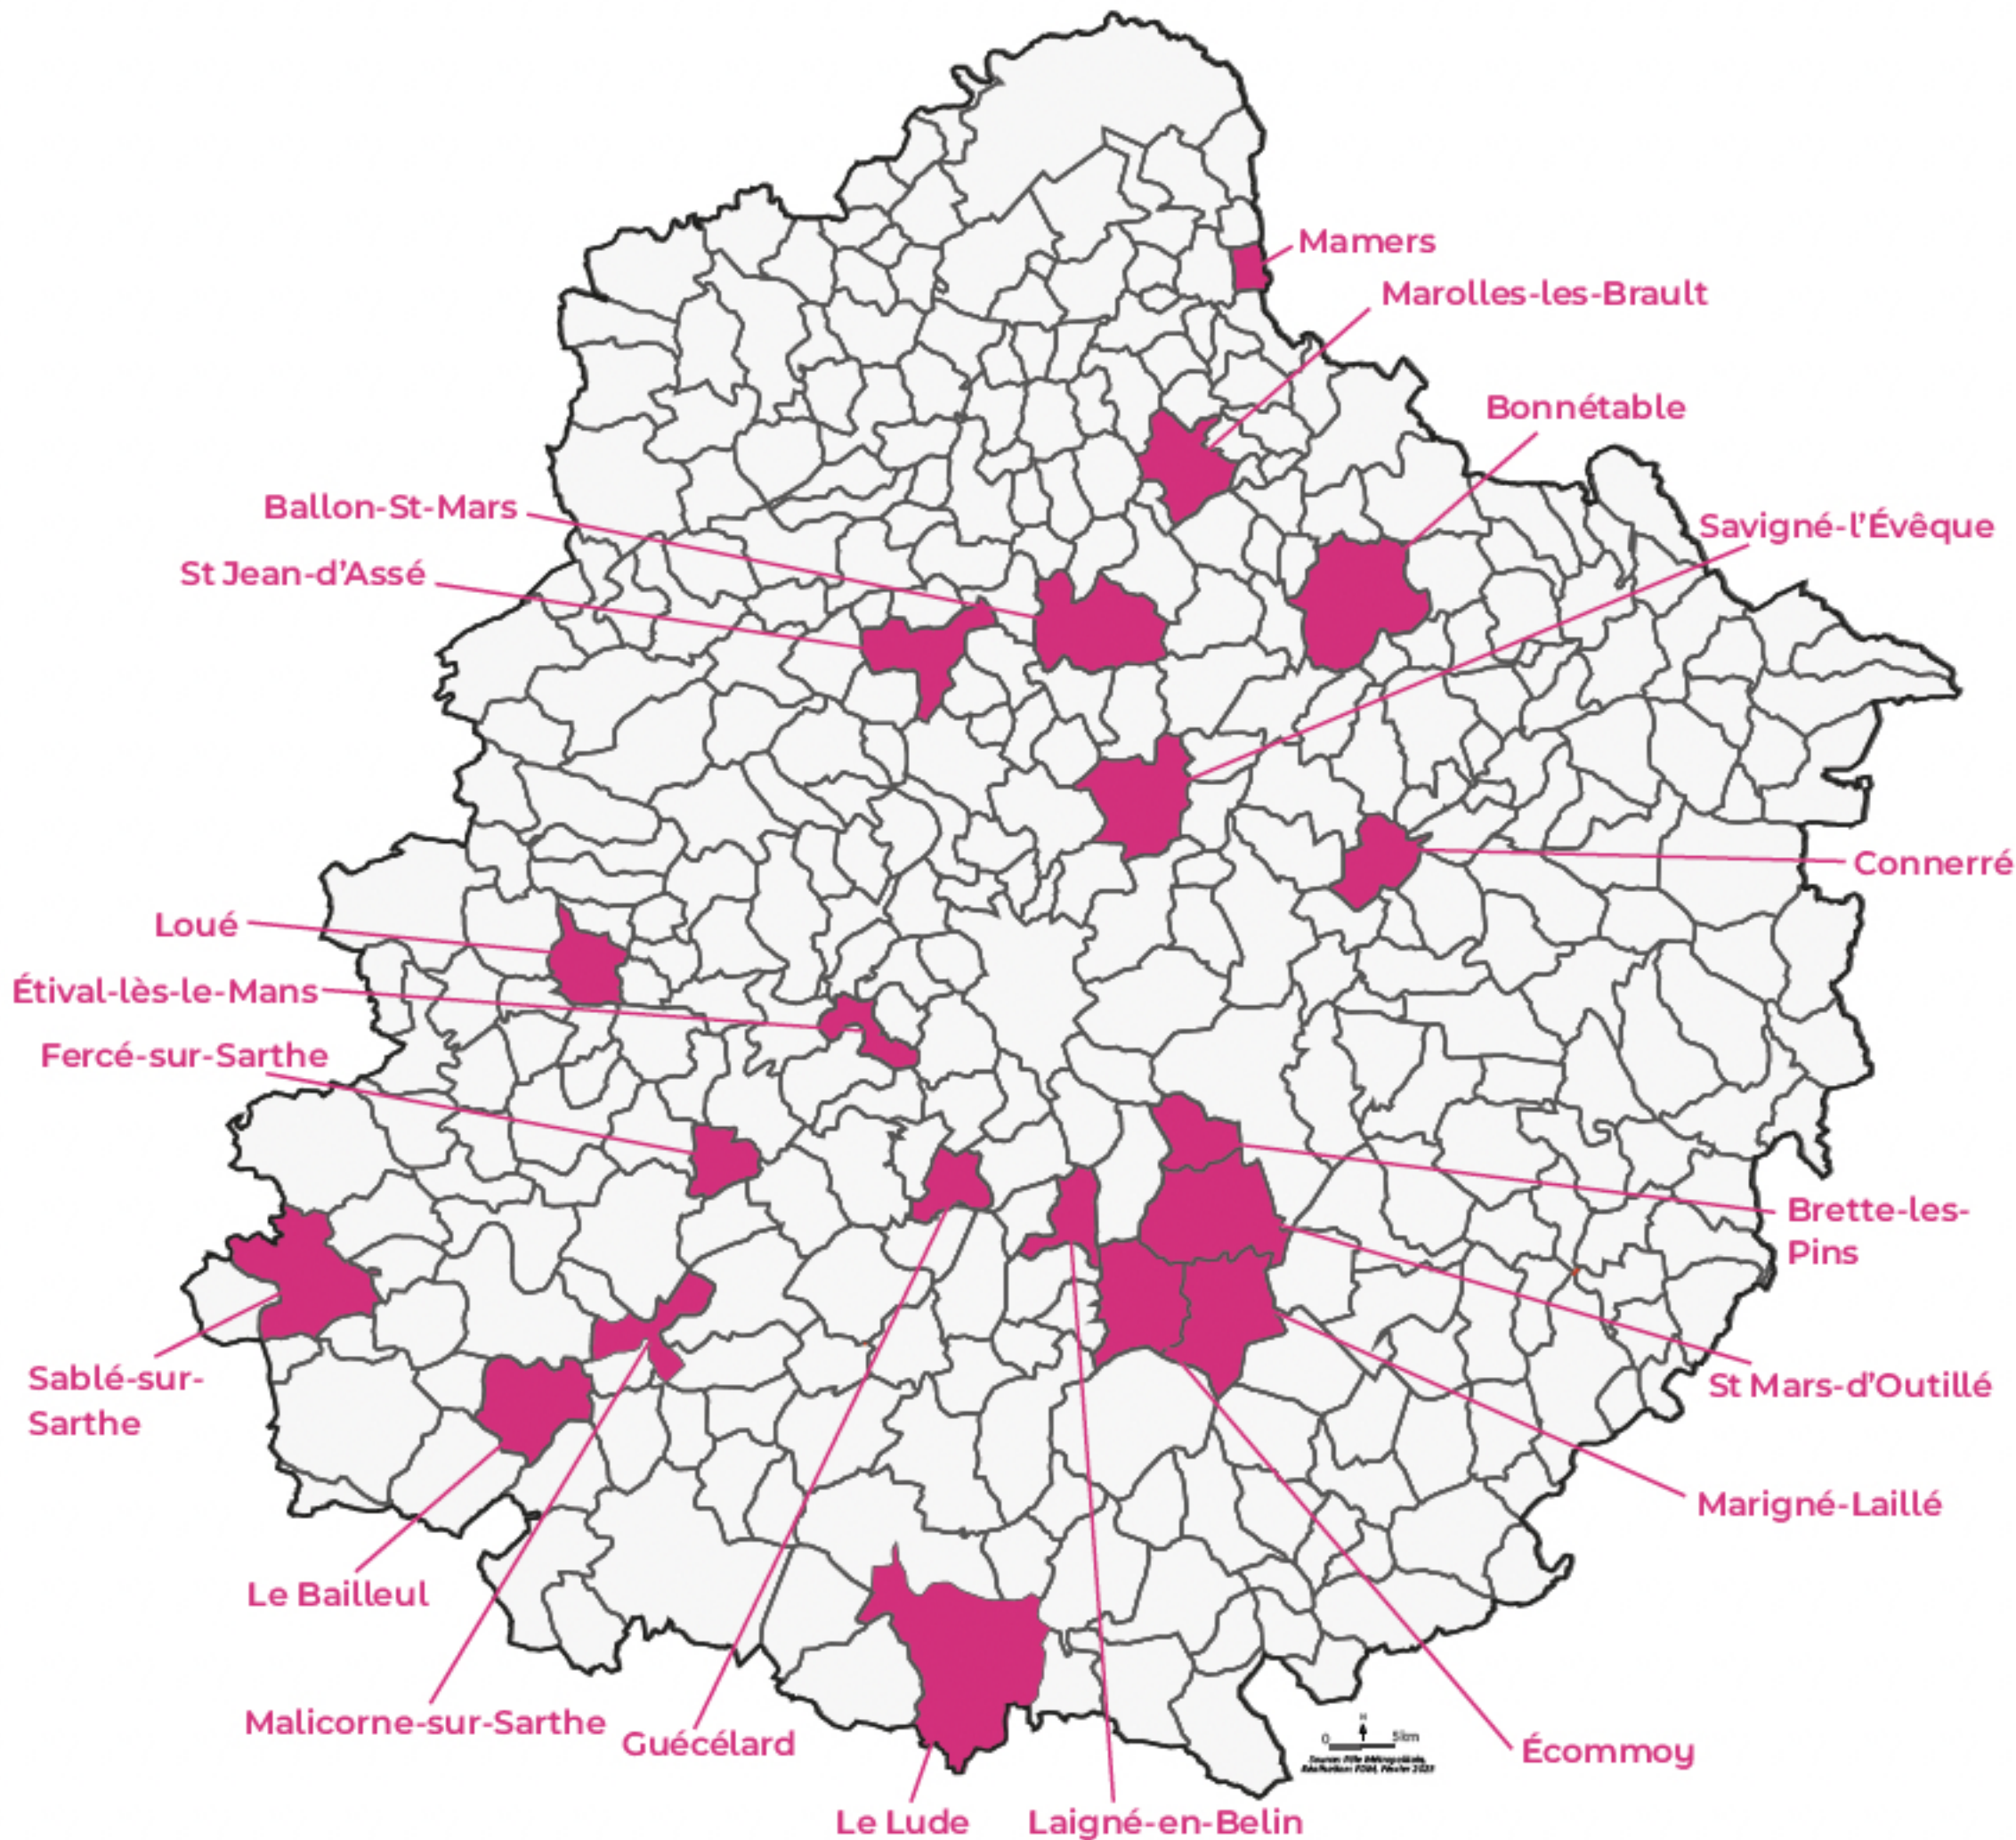 Mamers
Marolles-les-Brault
Bonnétable
Ballon-St-Mars
Savigné-l'Évêque
St Jean-d'Assé
Connerré
Loué
Étival-lès-le-Mans
Fercé-sur-Sarthe
Brette-les-
Pins
Sablé-sur-
Sarthe
St Mars-d'Outillé
Marigné-Laillé
Le Bailleul
Malicorne-sur-Sarthe
Guécélard
Écommoy
N
0 5km
Le Lude
Laigné-en-Belin